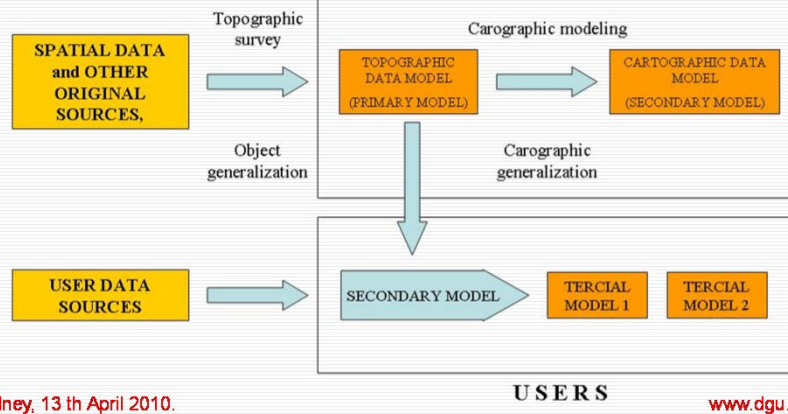 Topographic
survey
Carographic modeling
SPATIAL DATA
and OTHER
ORIGINAL
SOURCES,
TOPOGRAPHIC
DATA MODEL
(PRIMARY MODEL)
CARTOGRAPHIC DATA
MODEL
(SECONDARY MODEL)
Object
generalization
Carographic
generalization
USER DATA
SOURCES
SECONDARY MODEL
TERCIAL
MODEL 1
TERCIAL
MODEL 2
USERS
dney, 13 th April 2010.
www.dgu.